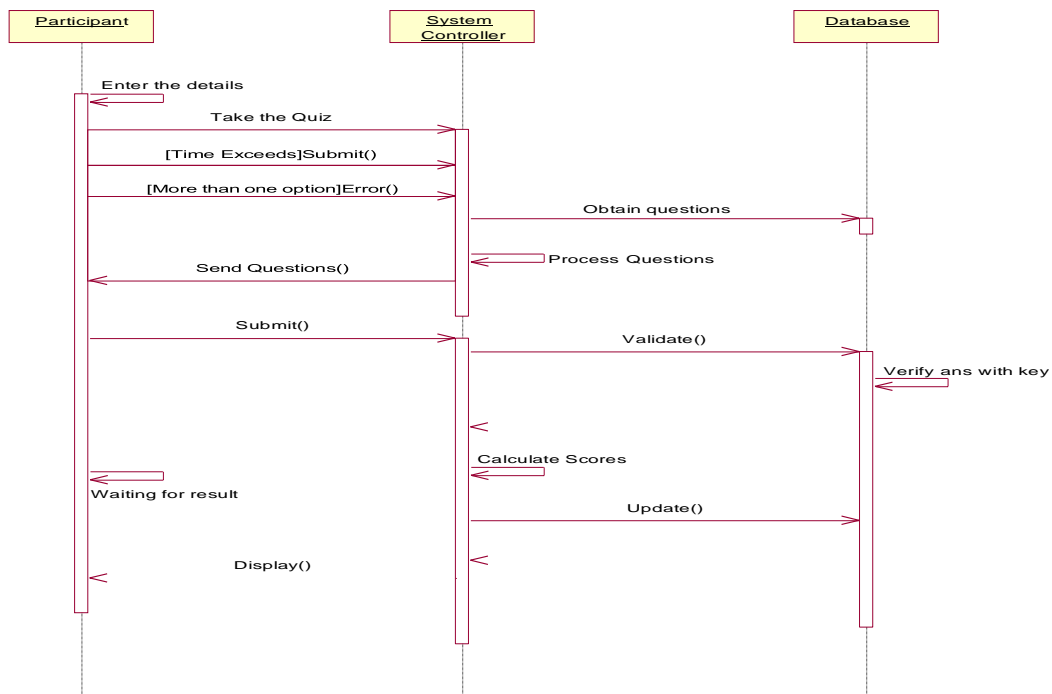 Participant
System
Controller
Database
Enter the details
Take the Quiz
[Time Exceeds]Submit()
[More than one option]Error()
Obtain questions
Process Questions
Send Questions()
Submit()
Validate()
Verify ans with key
Calculate Scores
Waiting for result
Update()
Display()